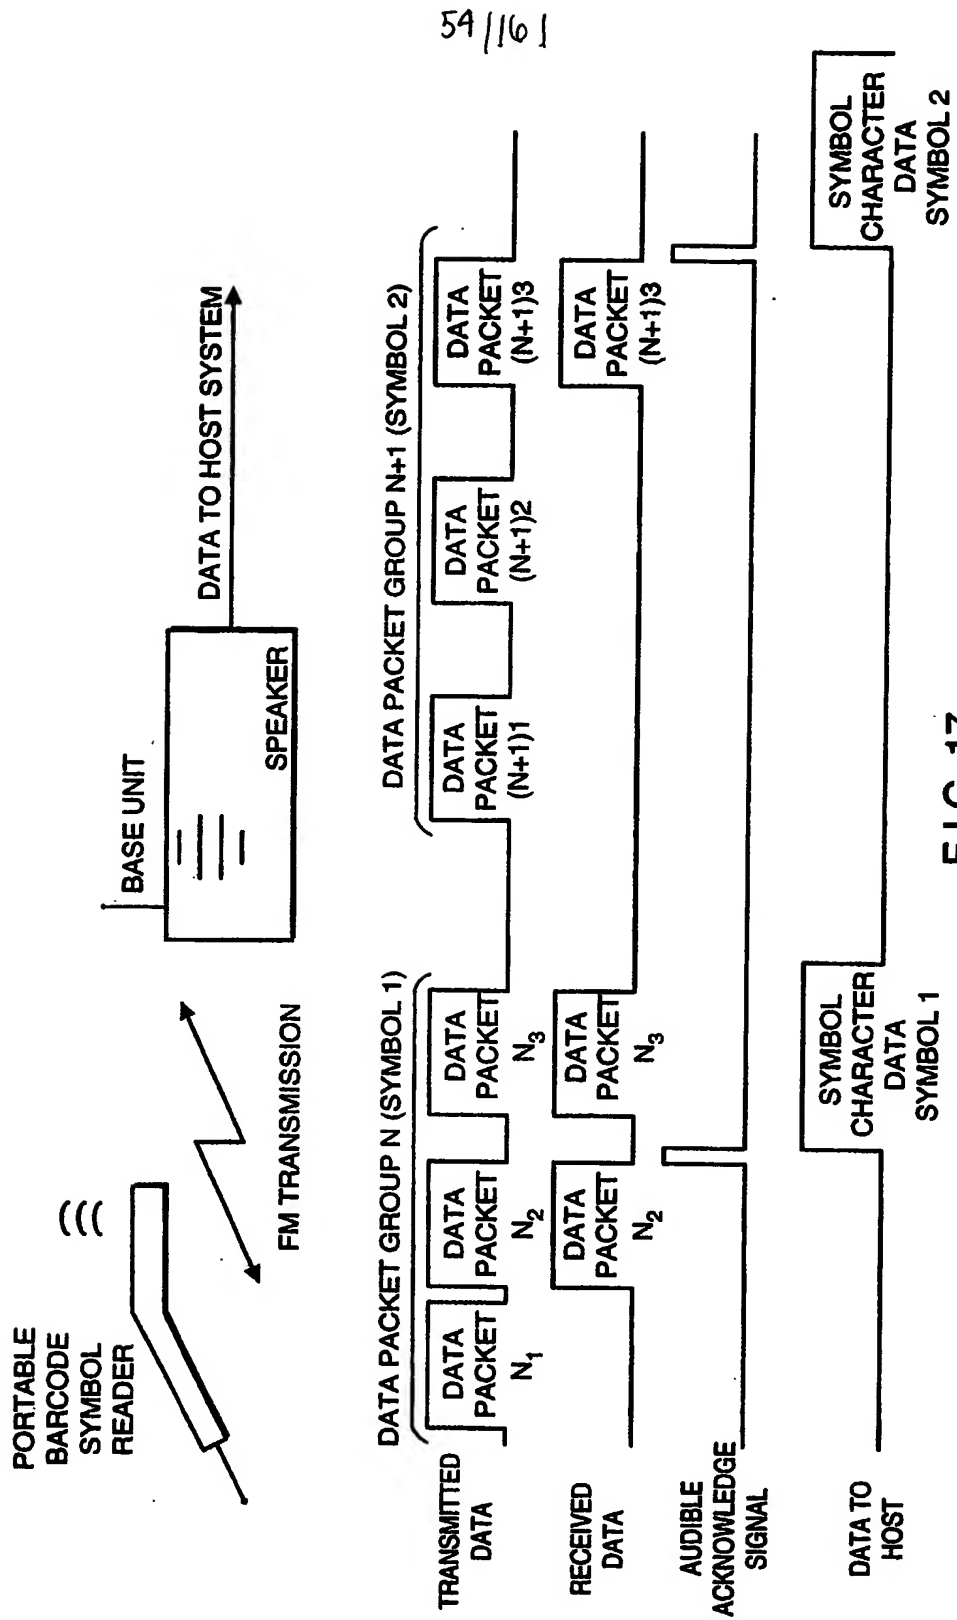 54/161
PORTABLE
BARCODE
SYMBOL
READER
(((
FM TRANSMISSION
BASE UNIT
SPEAKER
DATA TO HOST SYSTEM
DATA PACKET GROUP N (SYMBOL 1)
DATA PACKET GROUP N+1 (SYMBOL 2)
TRANSMITTED
DATA
DATA
PACKET
N₁
DATA
PACKET
N₂
DATA
PACKET
N₃
DATA
PACKET
(N+1)1
DATA
PACKET
(N+1)2
DATA
PACKET
(N+1)3
RECEIVED
DATA
DATA
PACKET
N₂
DATA
PACKET
N₃
DATA
PACKET
(N+1)3
AUDIBLE
ACKNOWLEDGE
SIGNAL
DATA TO
HOST
SYMBOL
CHARACTER
DATA
SYMBOL 1
SYMBOL
CHARACTER
DATA
SYMBOL 2
FIG. 17